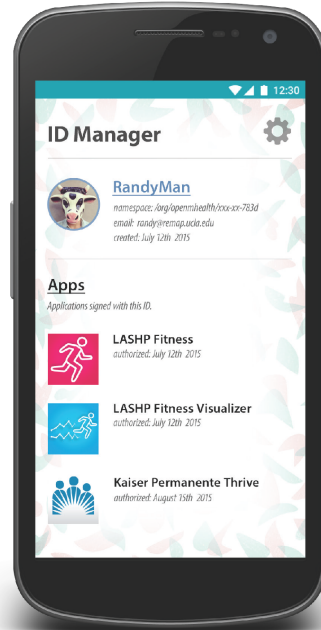 12:30
ID Manager
RandyMan
namespace: /org/openmhealth/xxx-xx-783d
email: randy@remap.ucla.edu
created: July 12th 2015
Apps
Applications signed with this ID.
LASHP Fitness
authorized: July 12th 2015
LASHP Fitness Visualizer
authorized: July 12th 2015
Kaiser Permanente Thrive
authorized: August 15th 2015